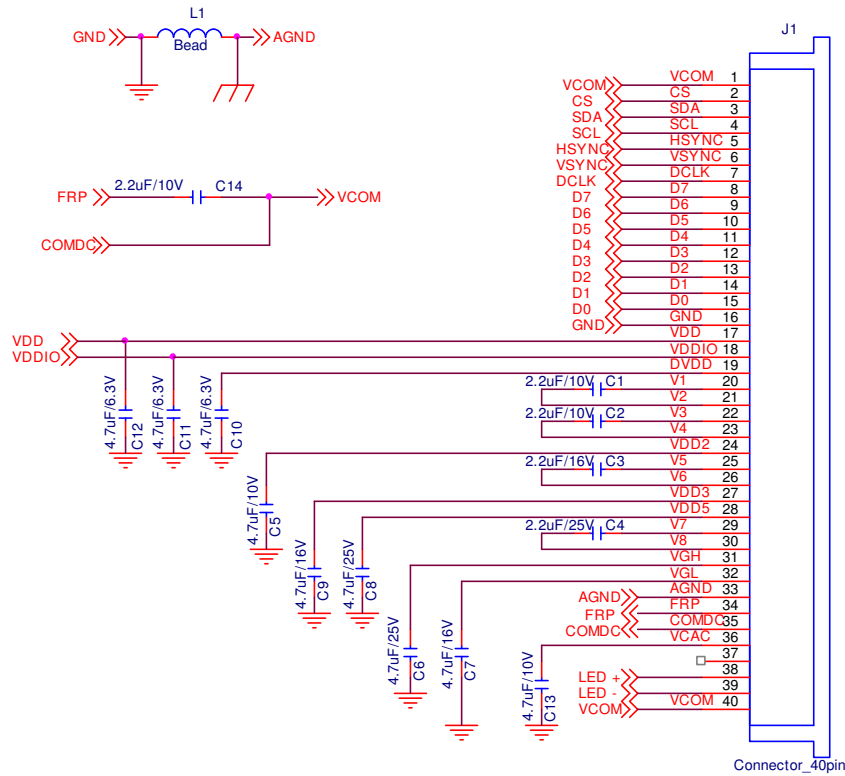 L1
GND
AGND
Bead
J1
VCOM VCOM 1
CS CS 2
SDA SDA 3
SCL SCL 4
HSYNC HSYNC 5
VSYNC VSYNC 6
DCLK DCLK 7
D7 D7 8
D6 D6 9
D5 D5 10
D4 D4 11
D3 D3 12
D2 D2 13
D1 D1 14
D0 D0 15
GND GND 16
2.2uF/10V C14
FRP
VCOM
COMDC
VDD VDD 17
VDDIO VDDIO 18
DVDD 19
4.7uF/6.3V C12
4.7uF/6.3V C11
4.7uF/6.3V C10
2.2uF/10V C1 V1 20
V2 21
2.2uF/10V C2 V3 22
V4 23
VDD2 24
4.7uF/10V C5
2.2uF/16V C3 V5 25
V6 26
VDD3 27
4.7uF/16V C9
VDD5 28
4.7uF/25V C8
2.2uF/25V C4 V7 29
V8 30
VGH 31
4.7uF/25V C6
VGL 32
4.7uF/16V C7
AGND AGND 33
FRP FRP 34
COMDC COMDC 35
VCAC 36
4.7uF/10V C13
37
LED + 38
LED - 39
VCOM VCOM 40
Connector_40pin